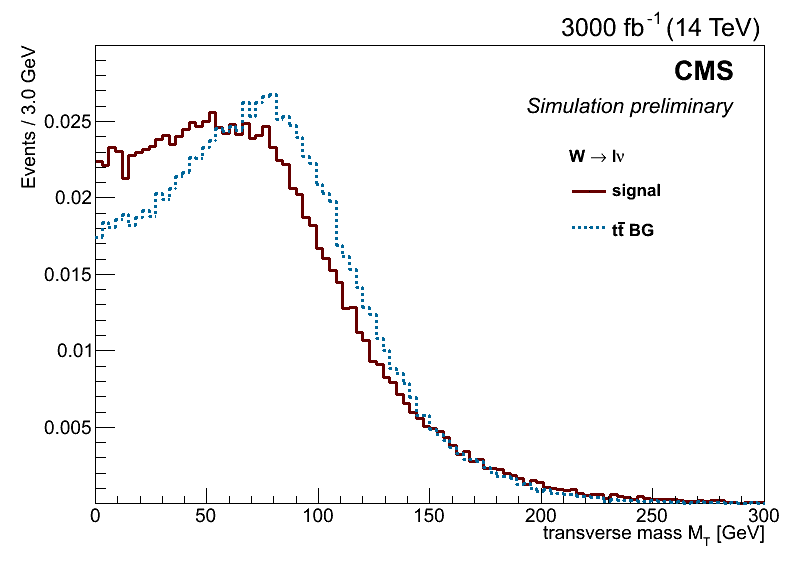 3000 fb⁻¹ (14 TeV)
CMS
Simulation preliminary
W → lν
signal
tt̄ BG
Events / 3.0 GeV
0.025
0.02
0.015
0.01
0.005
0 50 100 150 200 250 300
transverse mass M_T [GeV]